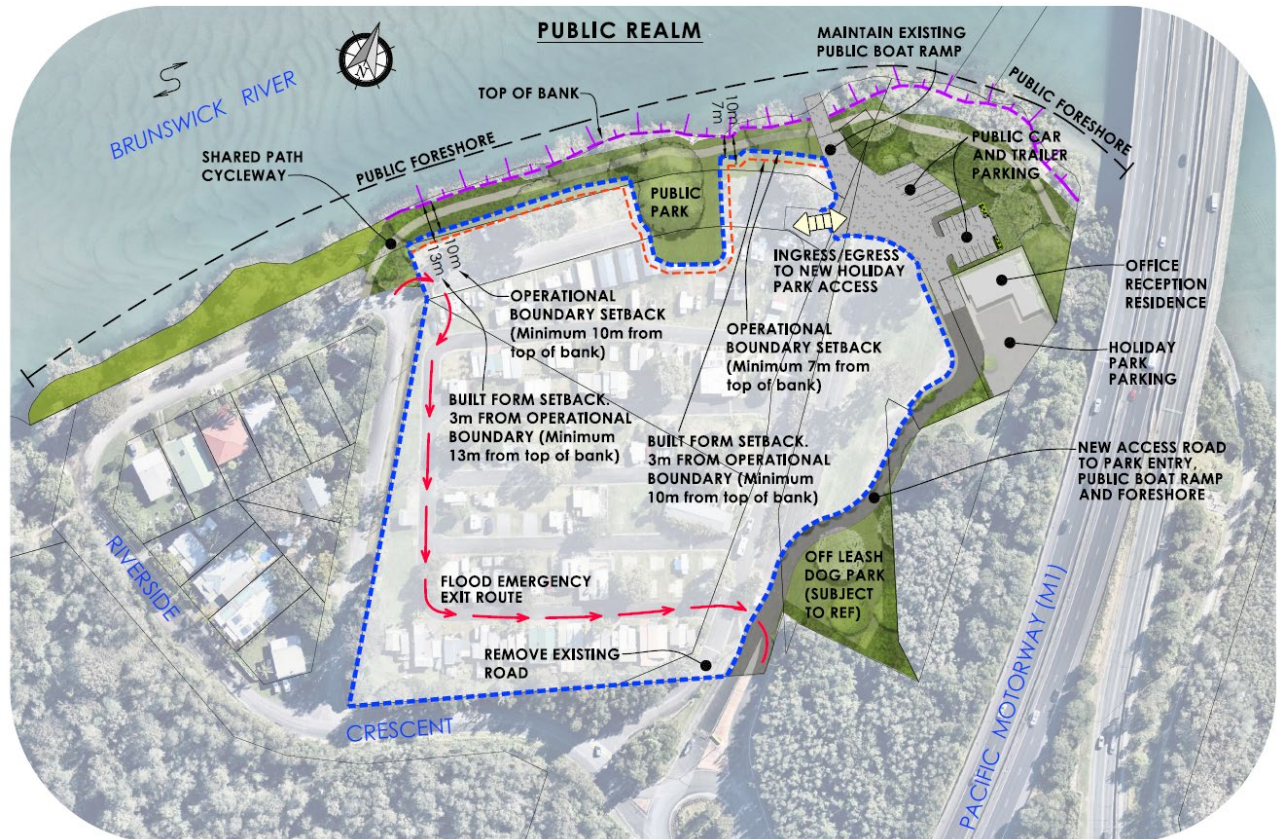 PUBLIC REALM
MAINTAIN EXISTING
PUBLIC BOAT RAMP
N
BRUNSWICK RIVER
TOP OF BANK
PUBLIC FORESHORE
10m
7m
PUBLIC FORESHORE
SHARED PATH
CYCLEWAY
PUBLIC CAR
AND TRAILER
PARKING
PUBLIC
PARK
10m
13m
INGRESS/EGRESS
TO NEW HOLIDAY
PARK ACCESS
OFFICE
RECEPTION
RESIDENCE
OPERATIONAL
BOUNDARY SETBACK
(Minimum 10m from
top of bank)
OPERATIONAL
BOUNDARY SETBACK
(Minimum 7m from
top of bank)
HOLIDAY
PARK
PARKING
BUILT FORM SETBACK.
3m FROM OPERATIONAL
BOUNDARY (Minimum
13m from top of bank)
BUILT FORM SETBACK.
3m FROM OPERATIONAL
BOUNDARY (Minimum
10m from top of bank)
NEW ACCESS ROAD
TO PARK ENTRY,
PUBLIC BOAT RAMP
AND FORESHORE
RIVERSIDE
FLOOD EMERGENCY
EXIT ROUTE
OFF LEASH
DOG PARK
(SUBJECT
TO REF)
REMOVE EXISTING
ROAD
CRESCENT
PACIFIC MOTORWAY (M1)